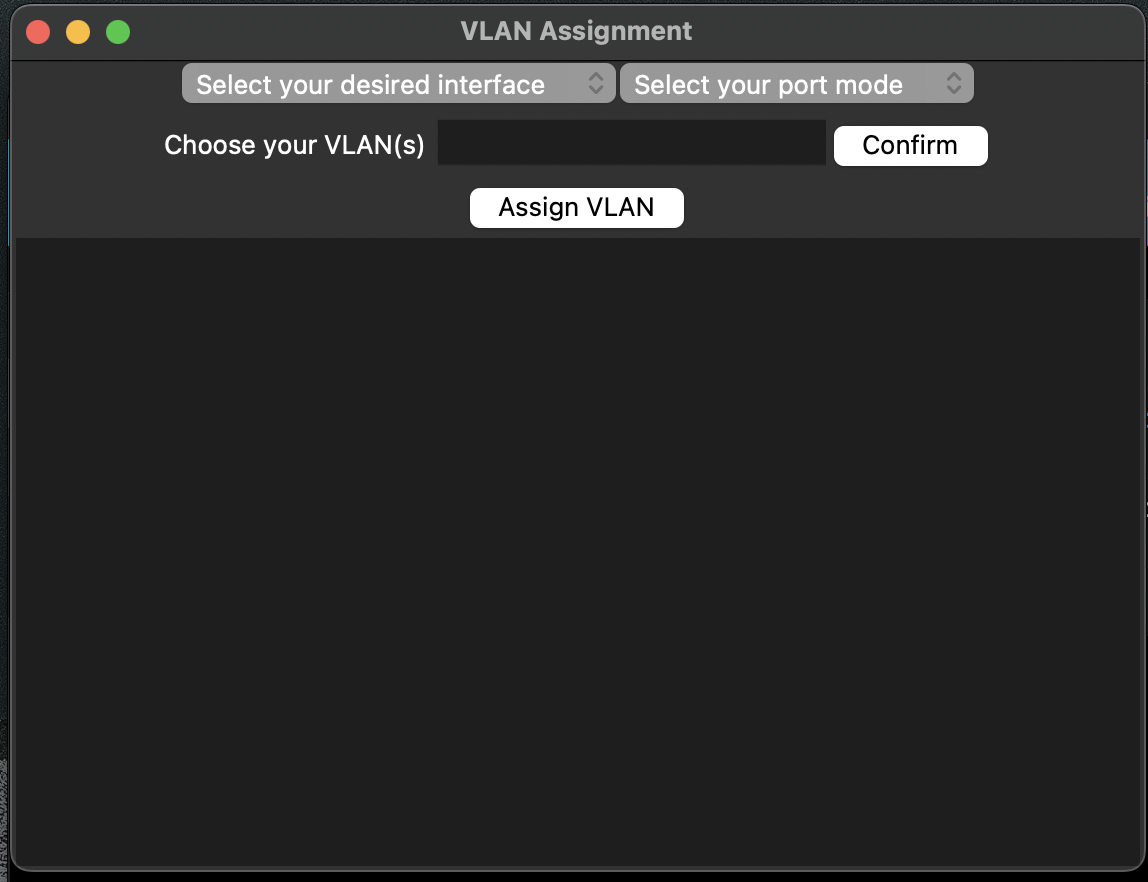 VLAN Assignment
Select your desired interface Select your port mode
Choose your VLAN(s) Confirm
Assign VLAN